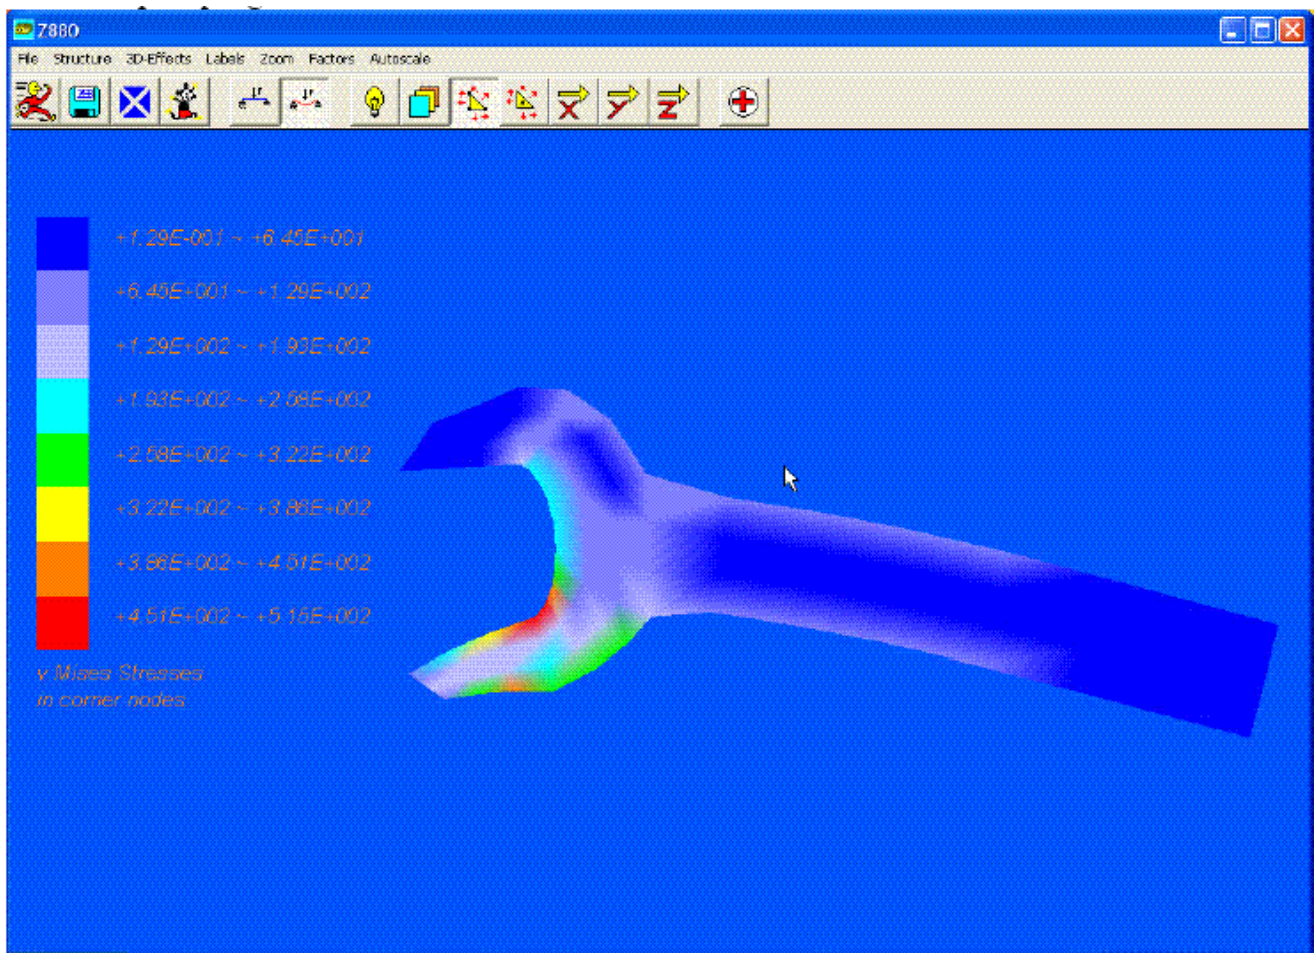 Z88O
File Structure 3D-Effects Labels Zoom Factors Autoscale
X Y Z
+1.29E-001 ~ +6.45E+001
+6.45E+001 ~ +1.29E+002
+1.29E+002 ~ +1.93E+002
+1.93E+002 ~ +2.58E+002
+2.58E+002 ~ +3.22E+002
+3.22E+002 ~ +3.86E+002
+3.86E+002 ~ +4.51E+002
+4.51E+002 ~ +5.15E+002
v Mises Stresses
in corner nodes